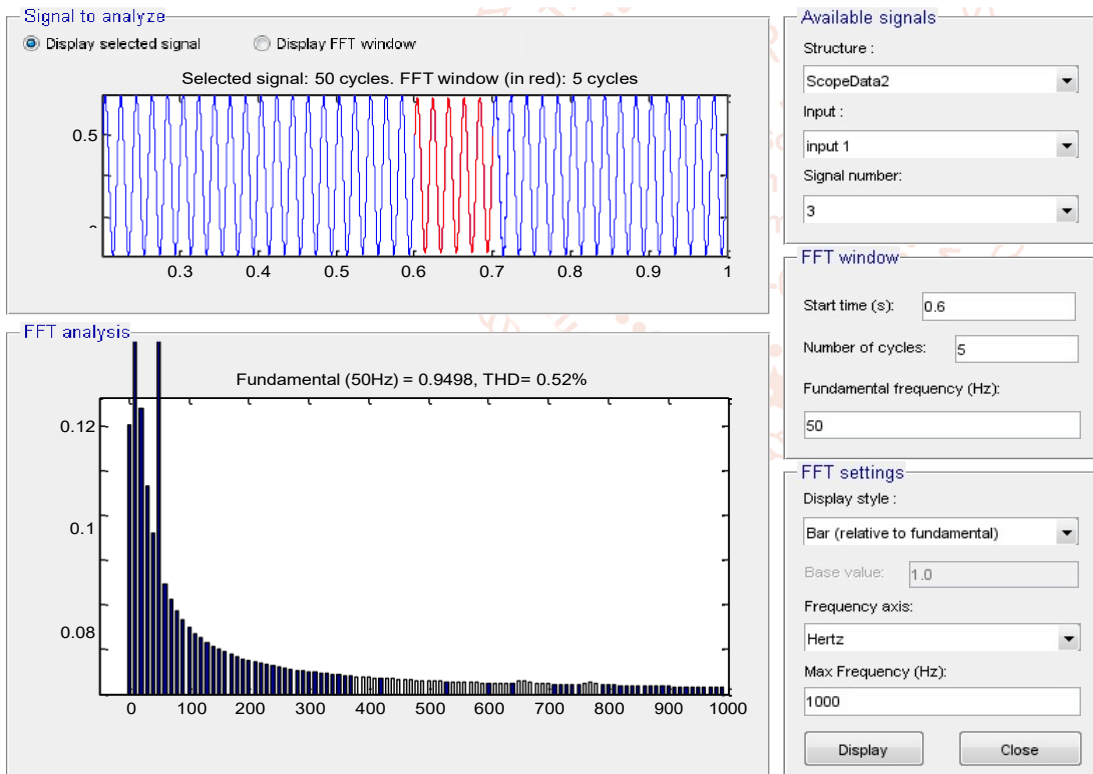 Signal to analyze
Display selected signal
Display FFT window
Selected signal: 50 cycles. FFT window (in red): 5 cycles
0.5
0.3 0.4 0.5 0.6 0.7 0.8 0.9 1
FFT analysis
Fundamental (50Hz) = 0.9498, THD= 0.52%
0.12
0.1
0.08
0 100 200 300 400 500 600 700 800 900 1000
Available signals
Structure :
ScopeData2
Input :
input 1
Signal number:
3
FFT window
Start time (s): 0.6
Number of cycles: 5
Fundamental frequency (Hz):
50
FFT settings
Display style :
Bar (relative to fundamental)
Base value: 1.0
Frequency axis:
Hertz
Max Frequency (Hz):
1000
Display Close